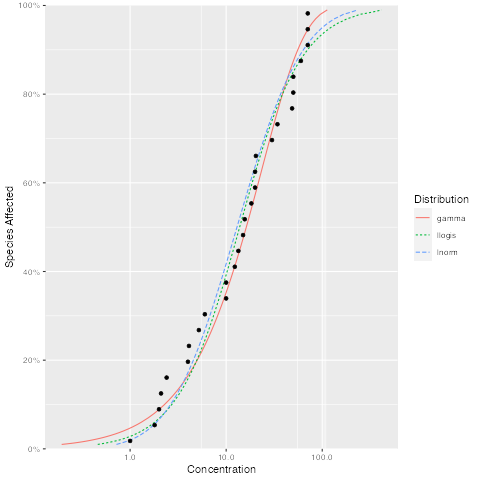 100%
80%
60%
40%
20%
0%
Species Affected
1.0 10.0 100.0
Concentration
Distribution
gamma
llogis
lnorm